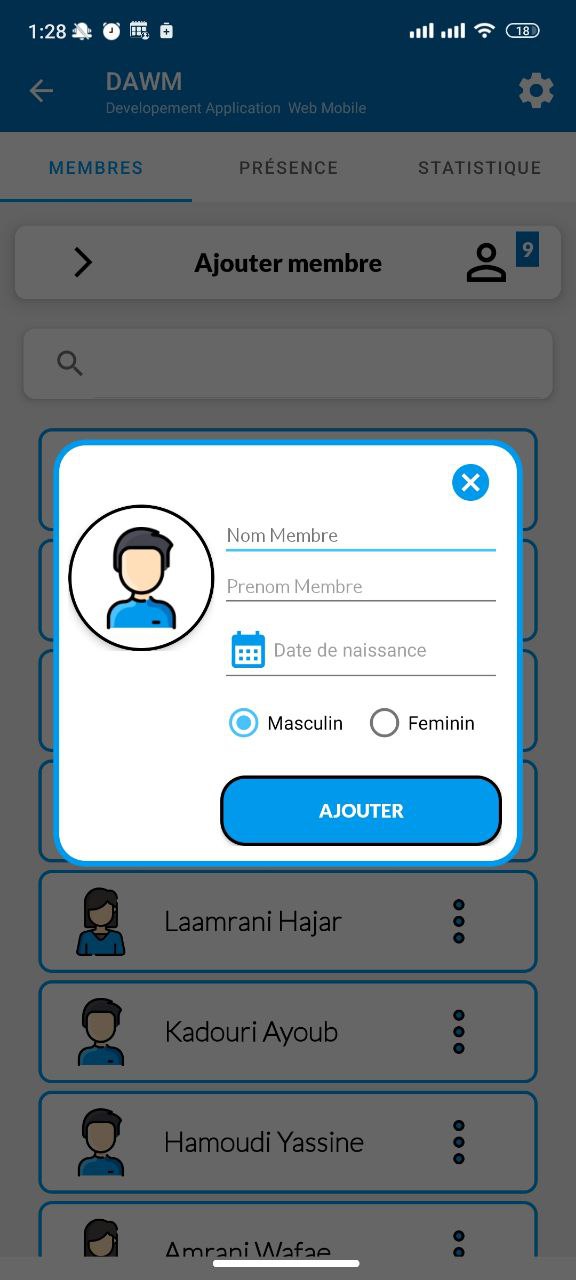 1:28
18
DAWM
Developement Application Web Mobile
MEMBRES PRÉSENCE STATISTIQUE
Ajouter membre 9
Nom Membre
Prenom Membre
Date de naissance
Masculin Feminin
AJOUTER
Laamrani Hajar
Kadouri Ayoub
Hamoudi Yassine
Amrani Wafae